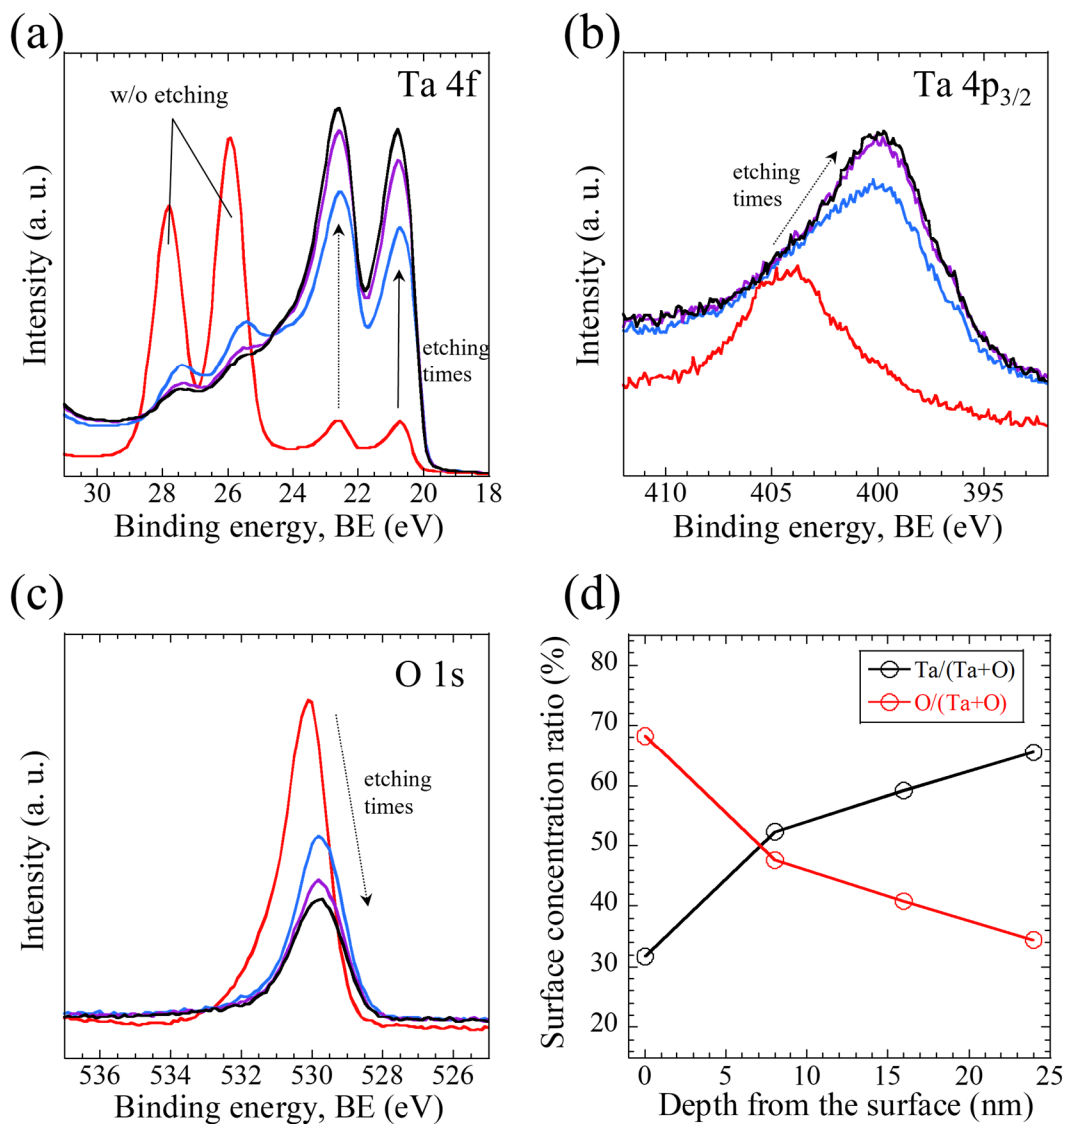 (a)
Ta 4f
w/o etching
etching
times
Intensity (a. u.)
30 28 26 24 22 20 18
Binding energy, BE (eV)
(b)
Ta 4p3/2
etching
times
Intensity (a. u.)
410 405 400 395
Binding energy, BE (eV)
(c)
O 1s
etching
times
Intensity (a. u.)
536 534 532 530 528 526
Binding energy, BE (eV)
(d)
Ta/(Ta+O)
O/(Ta+O)
Surface concentration ratio (%)
80
70
60
50
40
30
20
0 5 10 15 20 25
Depth from the surface (nm)